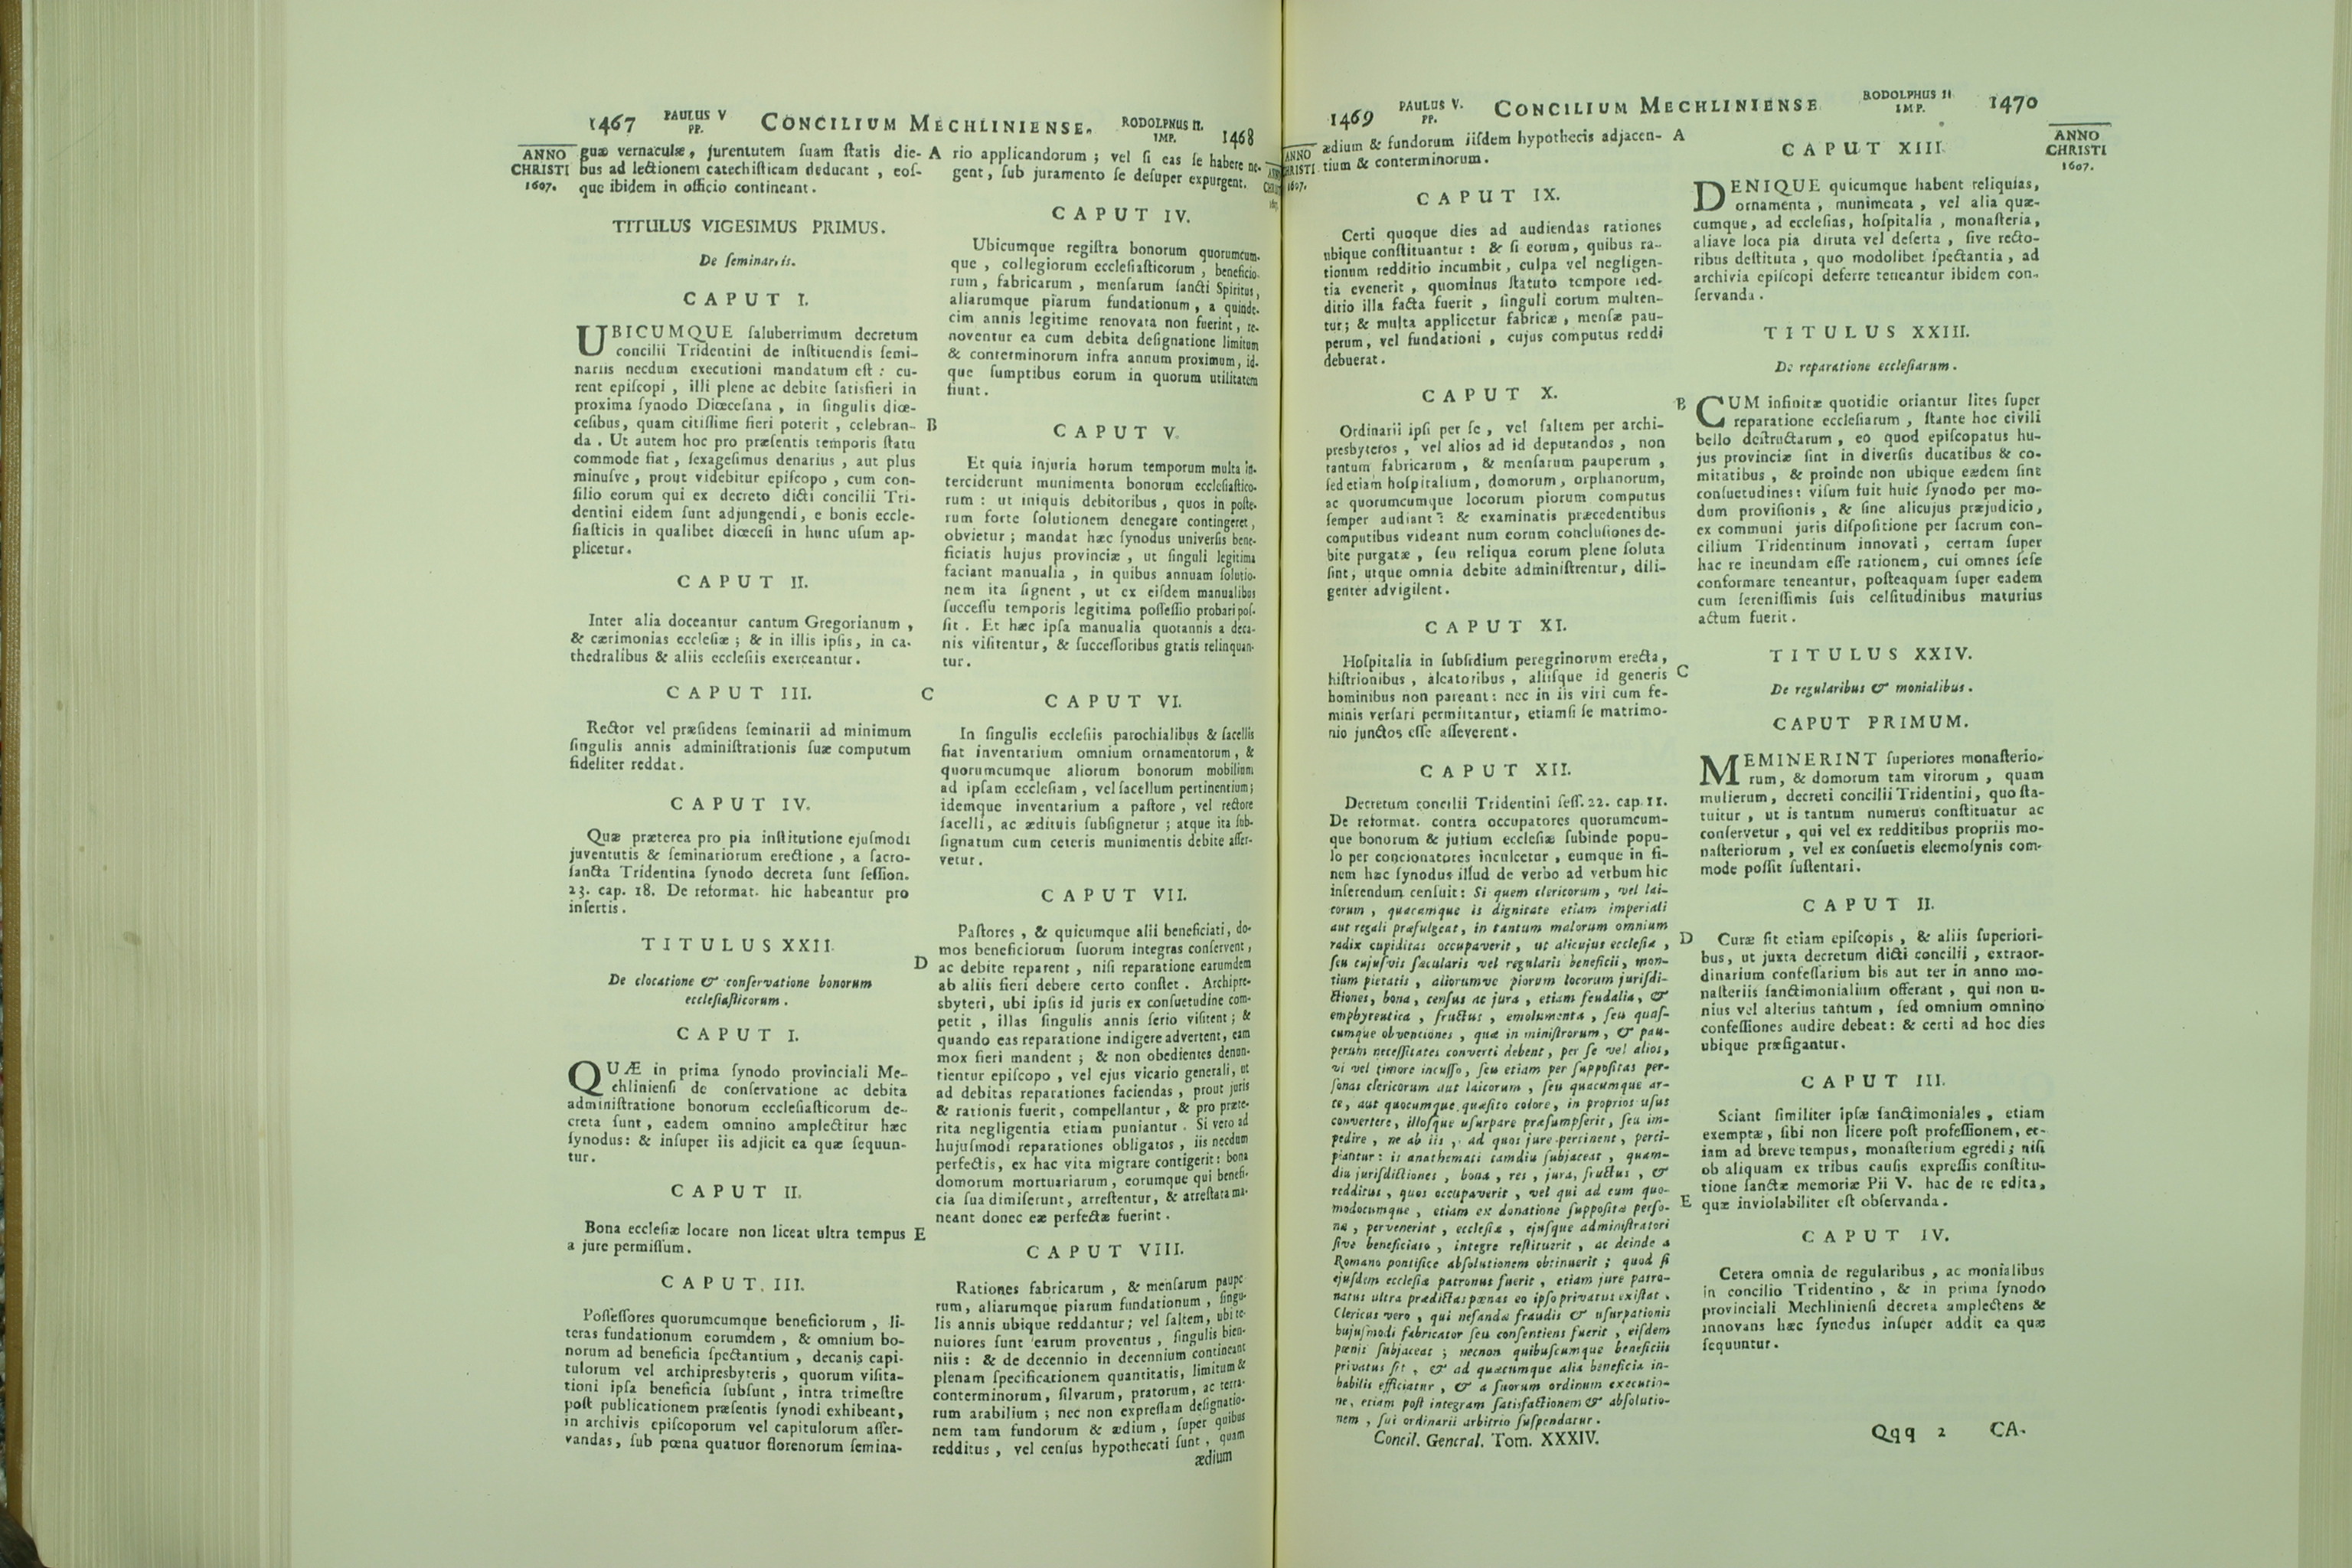 1467 PAULUS V PP. CONCILIUM MECHLINIENSE. RODOLPHUS II. IMP. 1468
ANNO CHRISTI 1607.
guæ vernaculæ, jurentutem ſuam ſtatis die-
bus ad lectionem catechiſticam deducant, eoſ-
que ibidem in officio contineant.
TITULUS VIGESIMUS PRIMUS.
De ſeminariis.
CAPUT I.
UBICUMQUE ſaluberrimum decretum
concilii Tridentini de inſtituendis ſemi-
nariis necdum executioni mandatum eſt: cu-
rent epiſcopi, illi plene ac debite ſatisfieri in
proxima ſynodo Diœceſana, in ſingulis diœ-
ceſibus, quam citiſſime fieri poterit, celebran-
da. Ut autem hoc pro præſentis temporis ſtatu
commode fiat, ſexageſimus denarius, aut plus
minuſve, prout videbitur epiſcopo, cum con-
ſilio eorum qui ex decreto dicti concilii Tri-
dentini eidem ſunt adjungendi, e bonis eccle-
ſiaſticis in qualibet diœceſi in hunc uſum ap-
plicetur.
CAPUT II.
Inter alia doceantur cantum Gregorianum,
& cærimonias eccleſiæ; & in illis ipſis, in ca-
thedralibus & aliis eccleſiis exerceantur.
CAPUT III.
Rector vel præſidens ſeminarii ad minimum
ſingulis annis adminiſtrationis ſuæ computum
fideliter reddat.
CAPUT IV.
Quæ præterea pro pia inſtitutione ejuſmodi
juventutis & ſeminariorum erectione, a ſacro-
ſancta Tridentina ſynodo decreta ſunt ſeſſion.
23. cap. 18. De reformat. hic habeantur pro
inſertis.
TITULUS XXII.
De elocatione & conſervatione bonorum
eccleſiaſticorum.
CAPUT I.
QUÆ in prima ſynodo provinciali Me-
chlinienſi de conſervatione ac debita
adminiſtratione bonorum eccleſiaſticorum de-
creta ſunt, eadem omnino amplectitur hæc
ſynodus: & inſuper iis adjicit ea quæ ſequun-
tur.
CAPUT II.
Bona eccleſiæ locare non liceat ultra tempus
a jure permiſſum.
CAPUT. III.
Poſſeſſores quorumcumque beneficiorum, li-
teras fundationum eorumdem, & omnium bo-
norum ad beneficia ſpectantium, decanis capi-
tulorum vel archipresbyteris, quorum viſita-
tioni ipſa beneficia ſubſunt, intra trimeſtre
poſt publicationem præſentis ſynodi exhibeant,
in archivis epiſcoporum vel capitulorum aſſer-
vandas, ſub pœna quatuor florenorum ſemina-
A
B
C
D
E
rio applicandorum; vel ſi eas ſe habere ne-
gent, ſub juramento ſe deſuper expurgent.
CAPUT IV.
Ubicumque regiſtra bonorum quorumcum-
que, collegiorum eccleſiaſticorum, beneficio-
rum, fabricarum, menſarum ſancti Spiritus,
aliarumque piarum fundationum, a quinde-
cim annis legitime renovata non fuerint, re-
noventur ea cum debita deſignatione limitum
& conterminorum infra annum proximum, id-
que ſumptibus eorum in quorum utilitatem
fiunt.
CAPUT V.
Et quia injuria horum temporum multa in-
terciderunt munimenta bonorum eccleſiaſtico-
rum: ut iniquis debitoribus, quos in poſte-
rum forte ſolutionem denegare contingeret,
obvietur; mandat hæc ſynodus univerſis bene-
ficiatis hujus provinciæ, ut ſinguli legitima
faciant manualia, in quibus annuam ſolutio-
nem ita ſignent, ut ex eiſdem manualibus
ſucceſſu temporis legitima poſſeſſio probari poſ-
ſit. Et hæc ipſa manualia quotannis a deca-
nis viſitentur, & ſucceſſoribus gratis relinquan-
tur.
CAPUT VI.
In ſingulis eccleſiis parochialibus & ſacellis
fiat inventarium omnium ornamentorum, &
quorumcumque aliorum bonorum mobilium
ad ipſam eccleſiam, vel ſacellum pertinentium;
idemque inventarium a paſtore, vel rectore
ſacelli, ac ædituis ſubſignetur; atque ita ſub-
ſignatum cum ceteris munimentis debite aſſer-
vetur.
CAPUT VII.
Paſtores, & quicumque alii beneficiati, do-
mos beneficiorum ſuorum integras conſervent,
ac debite reparent, niſi reparatione earumdem
ab aliis fieri debere certo conſtet. Archipre-
sbyteri, ubi ipſis id juris ex conſuetudine com-
petit, illas ſingulis annis ſerio viſitent; &
quando eas reparatione indigere advertent, eam
mox fieri mandent; & non obedientes denun-
tientur epiſcopo, vel ejus vicario generali, ut
ad debitas reparationes faciendas, prout juris
& rationis fuerit, compellantur, & pro præte-
rita negligentia etiam puniantur. Si vero ad
hujuſmodi reparationes obligatos, iis necdum
perfectis, ex hac vita migrare contigerit: bona
domorum mortuariarum, eorumque qui benefi-
cia ſua dimiſerunt, arreſtentur, & arreſtata ma-
neant donec eæ perfectæ fuerint.
CAPUT VIII.
Rationes fabricarum, & menſarum paupe-
rum, aliarumque piarum fundationum, ſingu-
lis annis ubique reddantur; vel ſaltem, ubi te-
nuiores ſunt earum proventus, ſingulis bien-
niis: & de decennio in decennium contineant
plenam ſpecificationem quantitatis, limitum &
conterminorum, ſilvarum, pratorum, ac terra-
rum arabilium; nec non expreſſam deſignatio-
nem tam fundorum & ædium, ſuper quibus
redditus, vel cenſus hypothecati ſunt, quam
ædium
1469 PAULUS V. PP. CONCILIUM MECHLINIENSE RODOLPHUS II IMP. 1470
ANNO CHRISTI 1607.
ædium & fundorum iiſdem hypothecis adjacen-
tium & conterminorum.
CAPUT IX.
Certi quoque dies ad audiendas rationes
ubique conſtituantur: & ſi eorum, quibus ra-
tionum redditio incumbit, culpa vel negligen-
tia evenerit, quominus ſtatuto tempore red-
ditio illa facta fuerit, ſinguli eorum multen-
tur; & multa applicetur fabricæ, menſæ pau-
perum, vel fundationi, cujus computus reddi
debuerat.
CAPUT X.
Ordinarii ipſi per ſe, vel ſaltem per archi-
presbyteros, vel alios ad id deputandos, non
tantum fabricarum, & menſarum pauperum,
ſed etiam hoſpitalium, domorum, orphanorum,
ac quorumcumque locorum piorum computus
ſemper audiant: & examinatis præcedentibus
computibus videant num eorum concluſiones de-
bite purgatæ, ſeu reliqua eorum plene ſoluta
ſint; utque omnia debite adminiſtrentur, dili-
genter advigilent.
CAPUT XI.
Hoſpitalia in ſubſidium peregrinorum erecta,
hiſtrionibus, aleatoribus, aliiſque id generis
hominibus non pareant: nec in iis viri cum fe-
minis verſari permittantur, etiamſi ſe matrimo-
nio junctos eſſe aſſeverent.
CAPUT XII.
Decretum concilii Tridentini ſeſſ. 22. cap. 11.
De reformat. contra occupatores quorumcum-
que bonorum & jurium eccleſiæ ſubinde popu-
lo per concionatores inculcetur, eumque in fi-
nem hæc ſynodus illud de verbo ad verbum hic
inſerendum cenſuit: Si quem clericorum, vel lai-
corum, quacumque is dignitate etiam imperiali
aut regali præfulgeat, in tantum malorum omnium
radix cupiditas occupaverit, ut alicujus eccleſiæ,
ſeu cujuſvis ſæcularis vel regularis beneficii, mon-
tium pietatis, aliorumve piorum locorum juriſdi-
ctiones, bona, cenſus ac jura, etiam feudalia, &
emphyteutica, fructus, emolumenta, ſeu quaſ-
cumque obventiones, quæ in miniſtrorum, & pau-
perum neceſſitates converti debent, per ſe vel alios,
vi vel timore incuſſo, ſeu etiam per ſuppoſitas per-
ſonas clericorum aut laicorum, ſeu quacumque ar-
te, aut quocumque quæſito colore, in proprios uſus
convertere, illoſque uſurpare præſumpſerit, ſeu im-
pedire, ne ab iis, ad quos jure pertinent, perci-
piantur: is anathemati tamdiu ſubjaceat, quam-
diu juriſdictiones, bona, res, jura, fructus, &
redditus, quos occupaverit, vel qui ad eum quo-
modocumque, etiam ex donatione ſuppoſitæ perſo-
næ, pervenerint, eccleſiæ, ejuſque adminiſtratori
ſive beneficiato, integre reſtituerit, ac deinde a
Romano pontifice abſolutionem obtinuerit; quod ſi
ejuſdem eccleſiæ patronus fuerit, etiam jure patro-
natus ultra prædictas pœnas eo ipſo privatus exiſtat.
Clericus vero, qui nefandæ fraudis & uſurpationis
hujuſmodi fabricator ſeu conſentiens fuerit, eiſdem
pœnis ſubjaceat; necnon quibuſcumque beneficiis
privatus ſit, & ad quæcumque alia beneficia in-
habilis efficiatur, & a ſuorum ordinum executio-
ne, etiam poſt integram ſatisfactionem & abſolutio-
nem, ſui ordinarii arbitrio ſuſpendatur.
Concil. General. Tom. XXXIV.
A
B
C
D
E
CAPUT XIII.
DENIQUE quicumque habent reliquias,
ornamenta, munimenta, vel alia quæ-
cumque, ad eccleſias, hoſpitalia, monaſteria,
aliave loca pia diruta vel deſerta, ſive recto-
ribus deſtituta, quo modolibet ſpectantia, ad
archivia epiſcopi deferre teneantur ibidem con-
ſervanda.
TITULUS XXIII.
De reparatione eccleſiarum.
CUM infinitæ quotidie oriantur lites ſuper
reparatione eccleſiarum, ſtante hoc civili
bello deſtructarum, eo quod epiſcopatus hu-
jus provinciæ ſint in diverſis ducatibus & co-
mitatibus, & proinde non ubique eædem ſint
conſuetudines: viſum fuit huic ſynodo per mo-
dum proviſionis, & ſine alicujus præjudicio,
ex communi juris diſpoſitione per ſacrum con-
cilium Tridentinum innovati, certam ſuper
hac re ineundam eſſe rationem, cui omnes ſeſe
conformare teneantur, poſteaquam ſuper eadem
cum ſereniſſimis ſuis celſitudinibus maturius
actum fuerit.
TITULUS XXIV.
De regularibus & monialibus.
CAPUT PRIMUM.
MEMINERINT ſuperiores monaſterio-
rum, & domorum tam virorum, quam
mulierum, decreti concilii Tridentini, quo ſta-
tuitur, ut is tantum numerus conſtituatur ac
conſervetur, qui vel ex redditibus propriis mo-
naſteriorum, vel ex conſuetis eleemoſynis com-
mode poſſit ſuſtentari.
CAPUT II.
Curæ ſit etiam epiſcopis, & aliis ſuperiori-
bus, ut juxta decretum dicti concilii, extraor-
dinarium confeſſarium bis aut ter in anno mo-
naſteriis ſanctimonialium offerant, qui non u-
nius vel alterius tantum, ſed omnium omnino
confeſſiones audire debeat: & certi ad hoc dies
ubique præfigantur.
CAPUT III.
Sciant ſimiliter ipſæ ſanctimoniales, etiam
exemptæ, ſibi non licere poſt profeſſionem, et-
iam ad breve tempus, monaſterium egredi; niſi
ob aliquam ex tribus cauſis expreſſis conſtitu-
tione ſanctæ memoriæ Pii V. hac de re edita,
quæ inviolabiliter eſt obſervanda.
CAPUT IV.
Cetera omnia de regularibus, ac monialibus
in concilio Tridentino, & in prima ſynodo
provinciali Mechlinienſi decreta amplectens &
innovans hæc ſynodus inſuper addit ea quæ
ſequuntur.
Qqq 2 CA-
ANNO CHRISTI 1607.